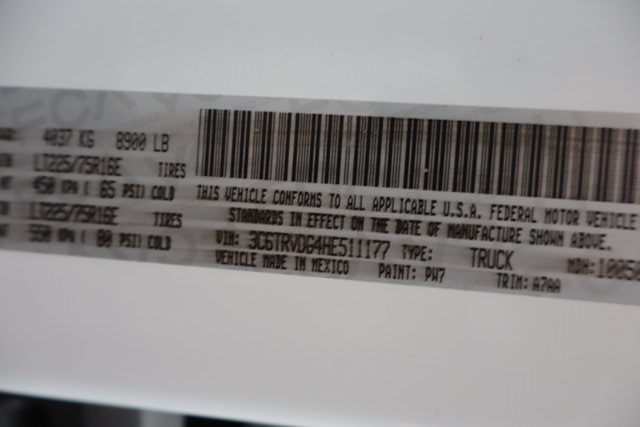 4037 KG 8900 LB
LT225/75R16E TIRES
450 KPA ( 65 PSI) COLD
LT225/75R16E TIRES
550 KPA ( 80 PSI) COLD
THIS VEHICLE CONFORMS TO ALL APPLICABLE U.S.A. FEDERAL MOTOR VEHICLE
STANDARDS IN EFFECT ON THE DATE OF MANUFACTURE SHOWN ABOVE.
VIN: 3C6TRVDG4HE511177 TYPE: TRUCK MDH: 10050
VEHICLE MADE IN MEXICO PAINT: PW7 TRIM: A7AA